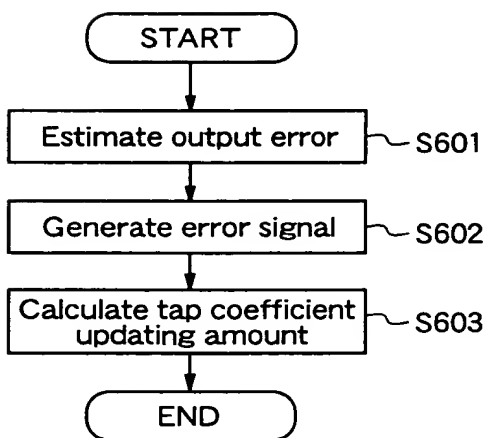 START
Estimate output error
S601
Generate error signal
S602
Calculate tap coefficient
updating amount
S603
END